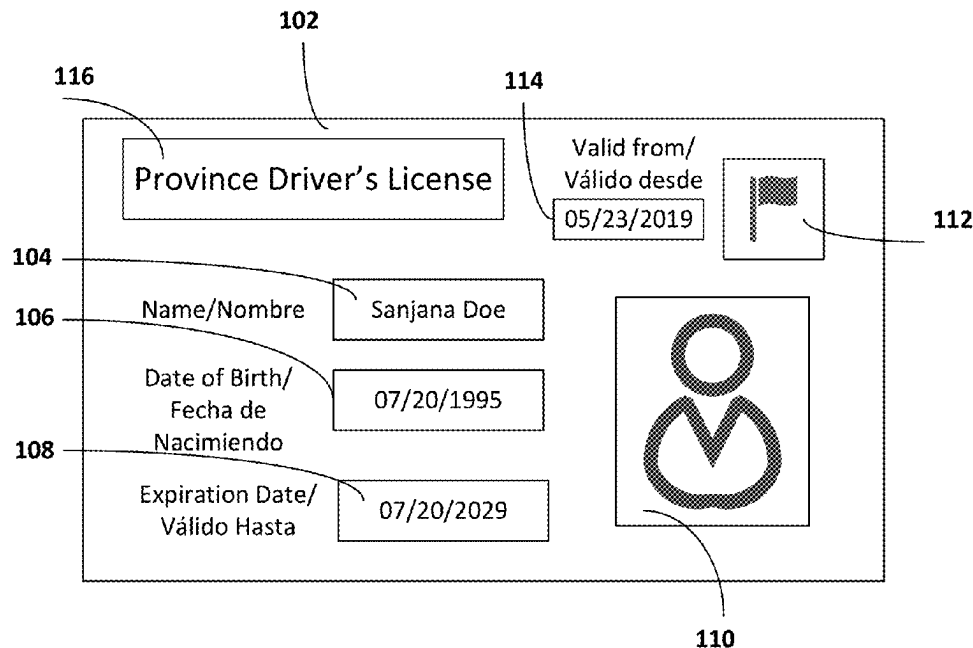 102
116
114
Province Driver's License
Valid from/
Válido desde
05/23/2019
112
104
Name/Nombre
Sanjana Doe
106
Date of Birth/
Fecha de
Nacimiendo
07/20/1995
108
Expiration Date/
Válido Hasta
07/20/2029
110